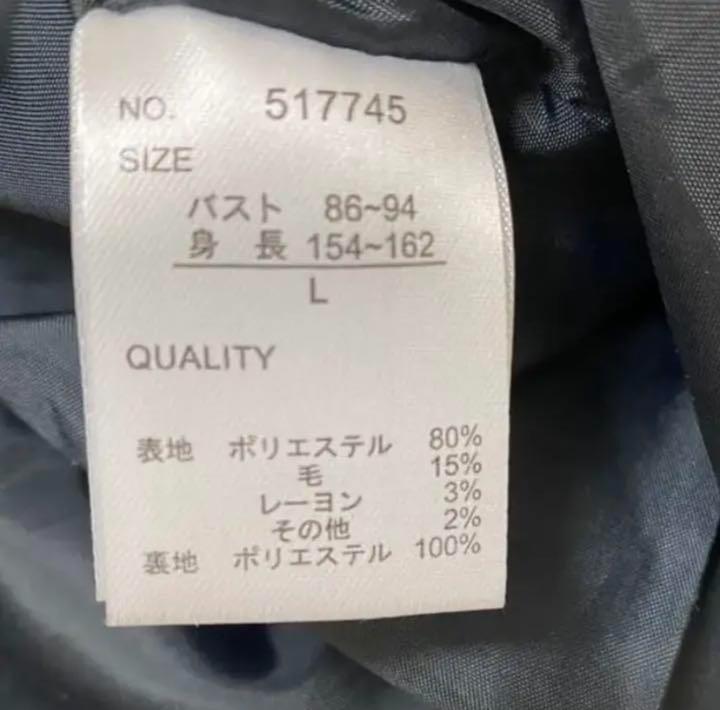 NO. 517745
SIZE
バスト 86~94
身 長 154~162
L
QUALITY
表地 ポリエステル 80%
毛 15%
レーヨン 3%
その他 2%
裏地 ポリエステル 100%